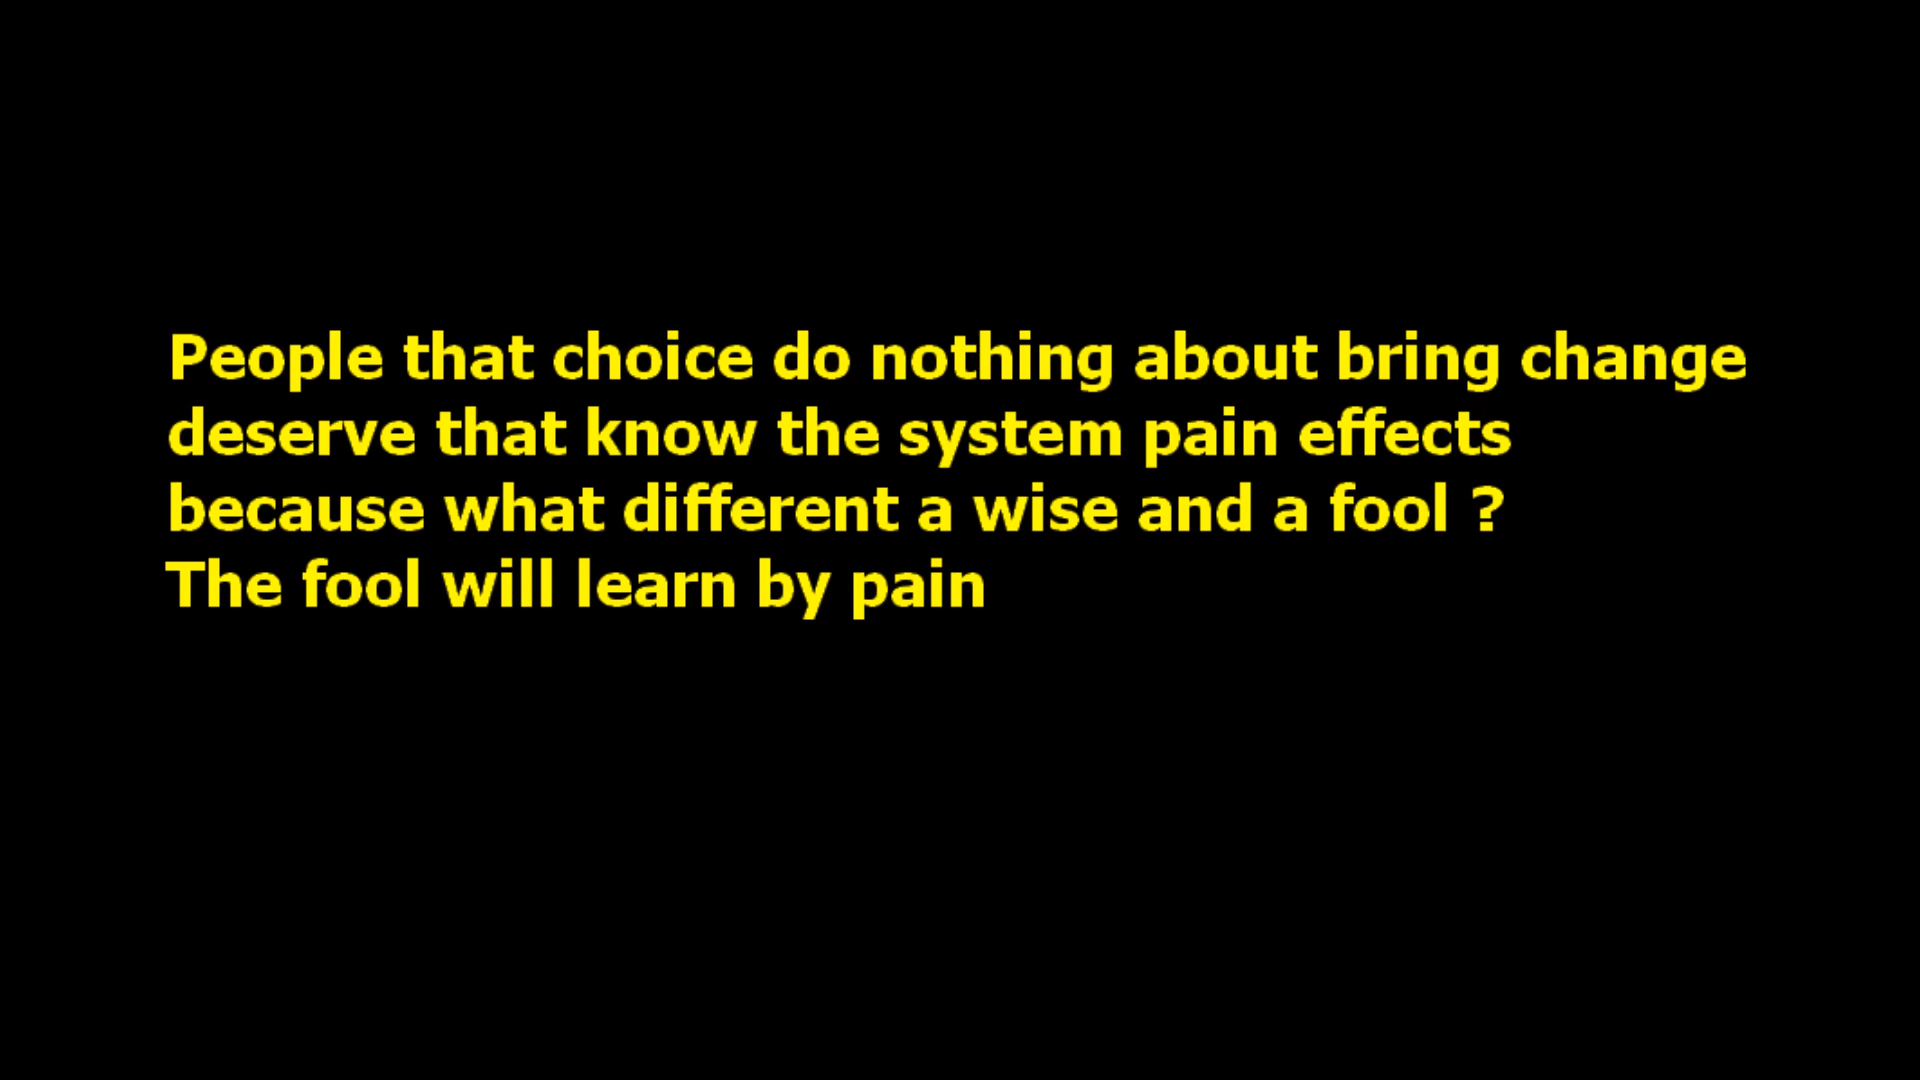 People that choice do nothing about bring change
deserve that know the system pain effects
because what different a wise and a fool ?
The fool will learn by pain